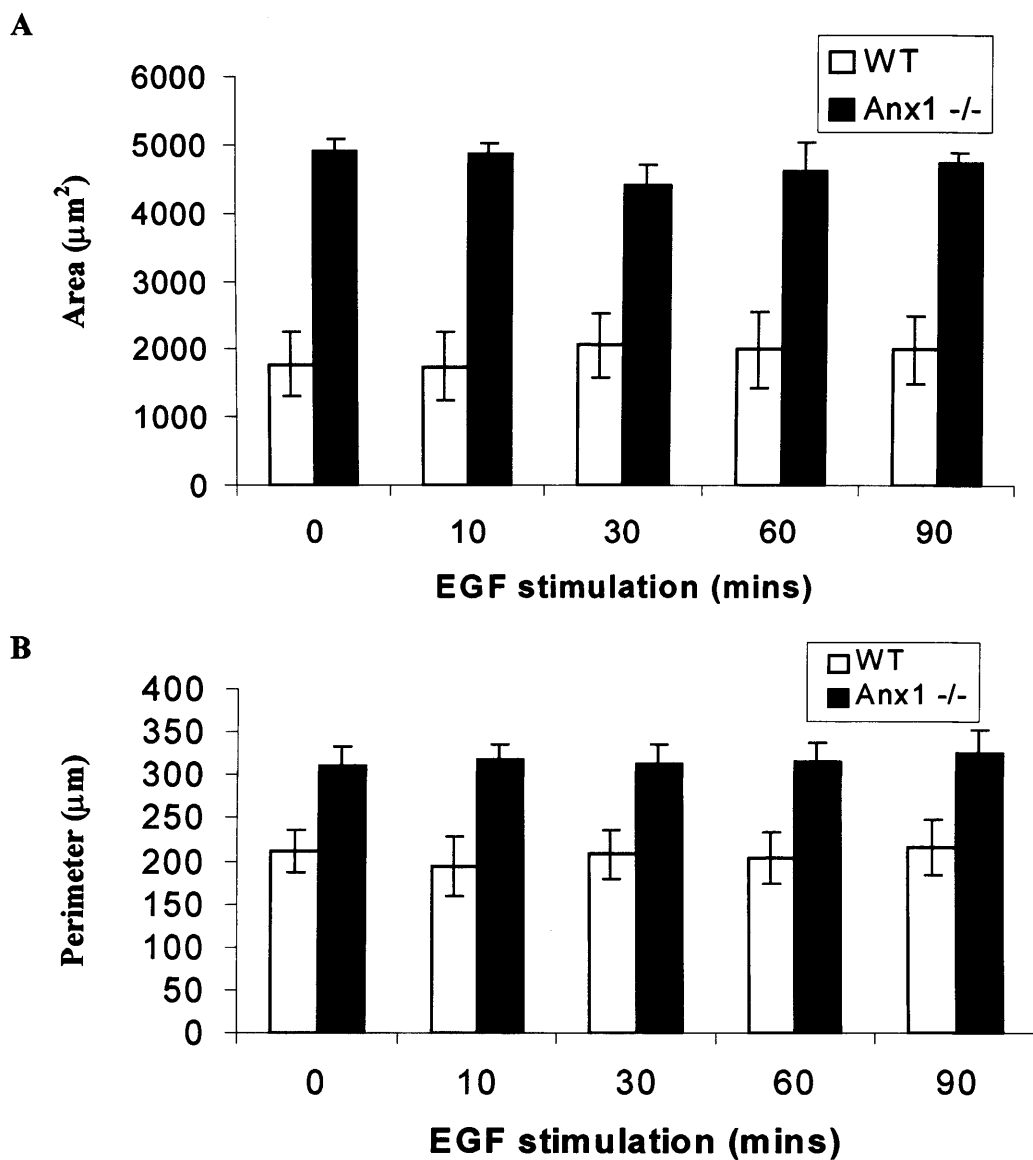 A
WT
Anx1 -/-
6000
5000
4000
3000
2000
1000
0
Area (μm²)
0 10 30 60 90
EGF stimulation (mins)
B
WT
Anx1 -/-
400
350
300
250
200
150
100
50
0
Perimeter (μm)
0 10 30 60 90
EGF stimulation (mins)